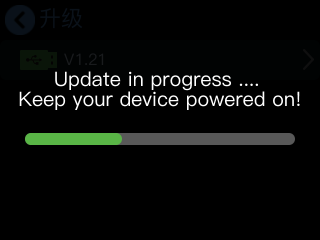 升级
V1.21
Update in progress ....
Keep your device powered on!